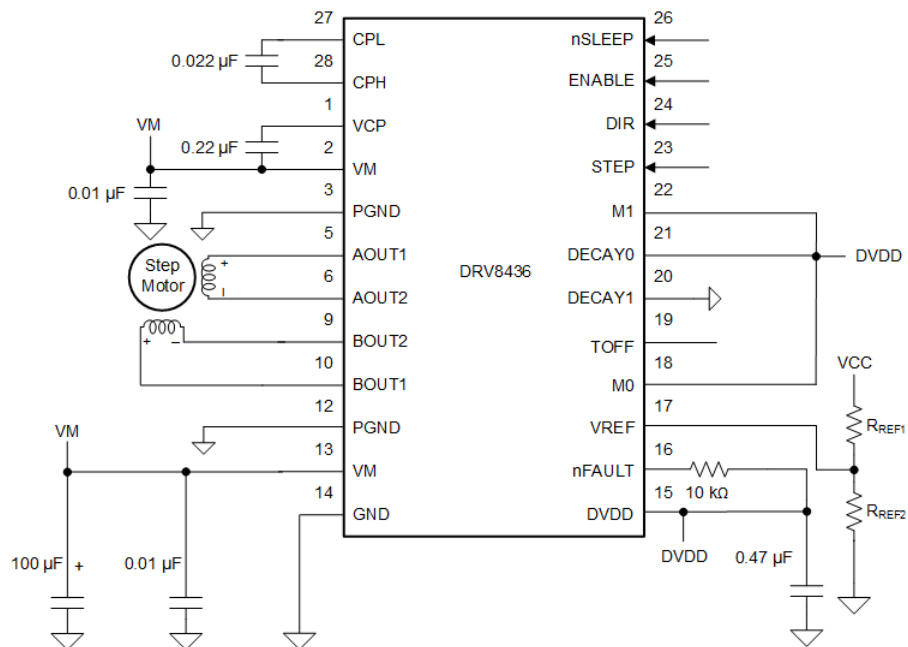 27
CPL
0.022 µF
28
CPH
1
VM
VCP
0.22 µF
2
VM
0.01 µF
3
PGND
5
Step
Motor
+
–
AOUT1
6
AOUT2
9
+
–
BOUT2
10
BOUT1
12
PGND
VM
13
VM
14
GND
100 µF
+
0.01 µF
DRV8436
26
nSLEEP
25
ENABLE
24
DIR
23
STEP
22
M1
21
DECAY0
DVDD
20
DECAY1
19
TOFF
18
M0
VCC
17
VREF
RREF1
16
nFAULT
10 kΩ
15
DVDD
RREF2
DVDD
0.47 µF